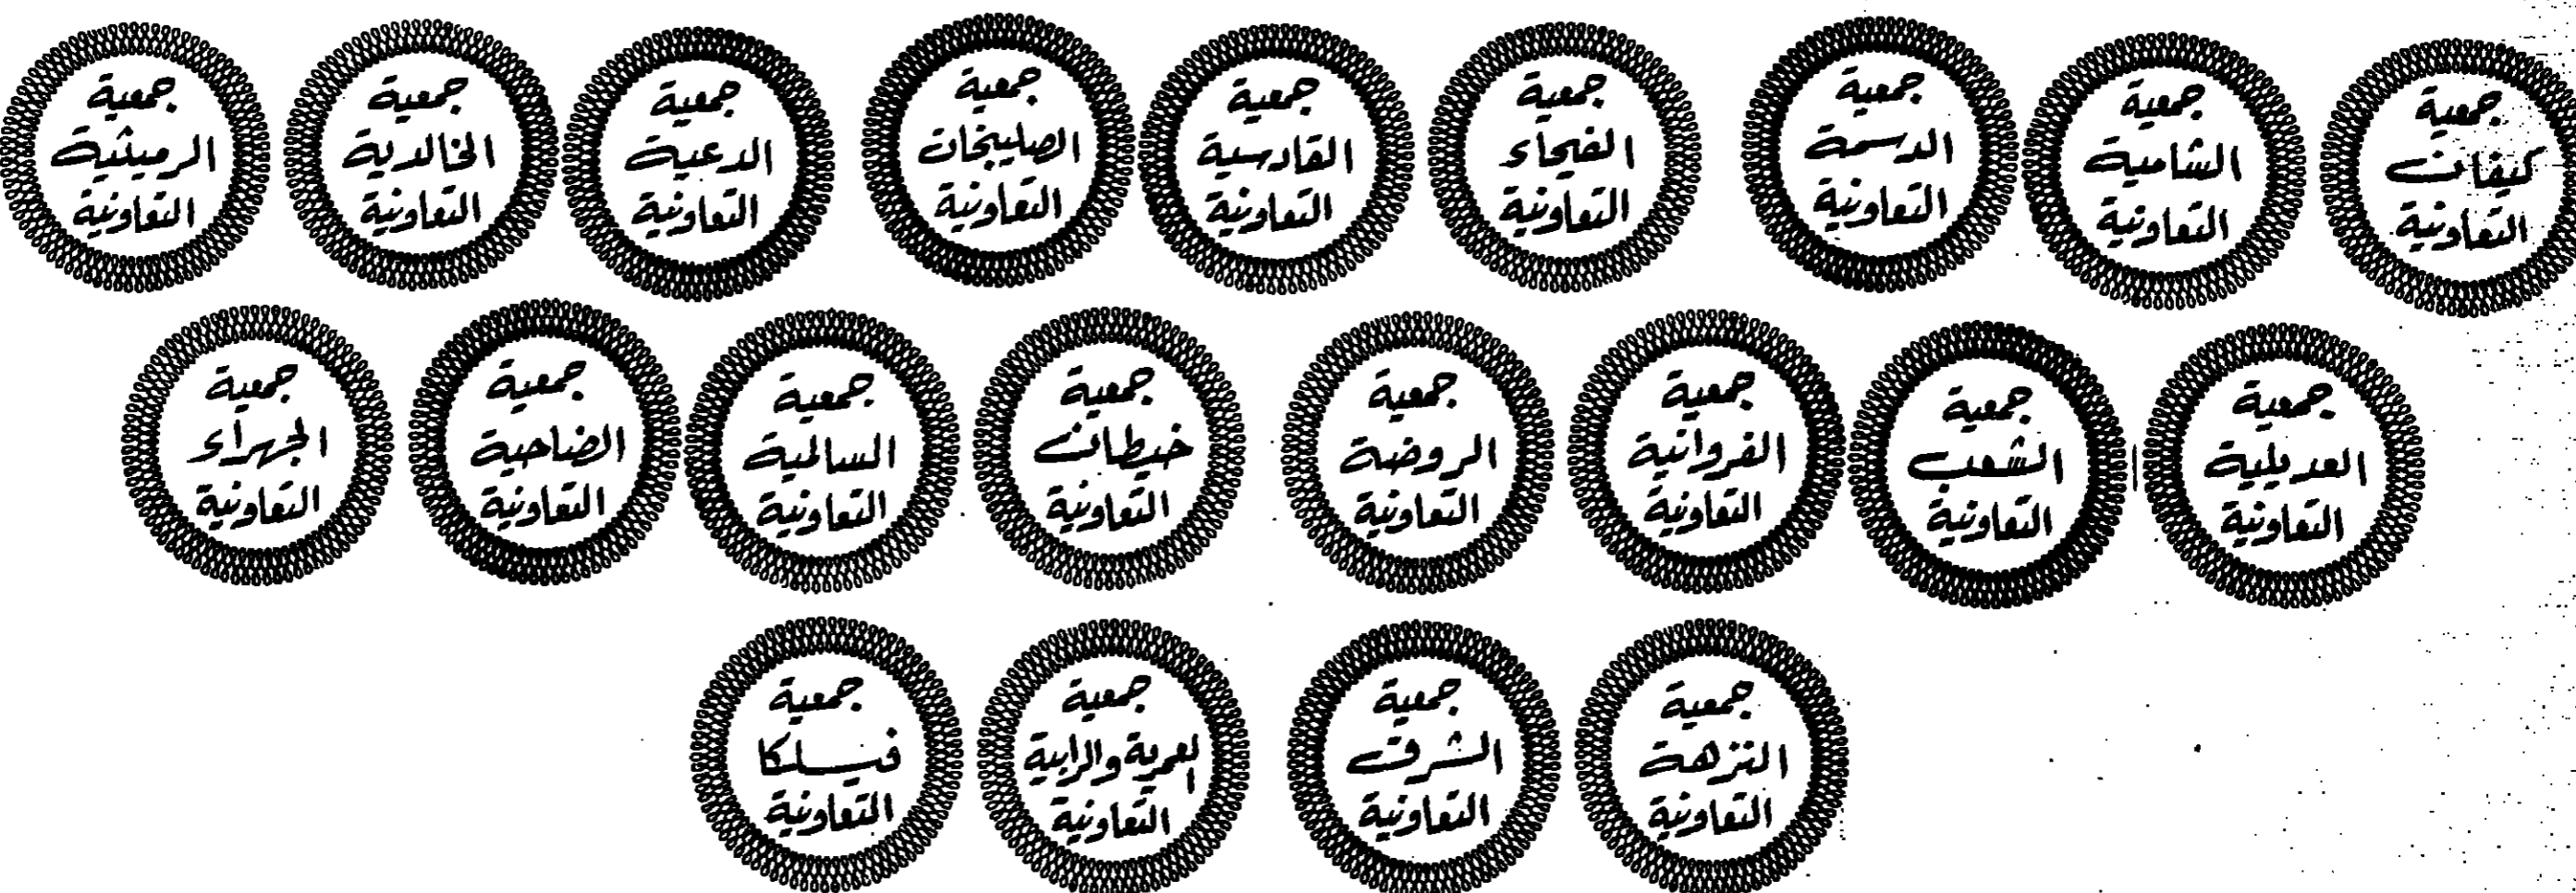 جمعية
كيفان
التعاونية
جمعية
الشامية
التعاونية
جمعية
الدسمة
التعاونية
جمعية
الفيحاء
التعاونية
جمعية
القادسية
التعاونية
جمعية
الصليبخات
التعاونية
جمعية
الدعية
التعاونية
جمعية
الخالدية
التعاونية
جمعية
الرميثية
التعاونية
جمعية
العديلية
التعاونية
جمعية
الشعب
التعاونية
جمعية
الفروانية
التعاونية
جمعية
الروضة
التعاونية
جمعية
خيطان
التعاونية
جمعية
السالمية
التعاونية
جمعية
الضاحية
التعاونية
جمعية
الجهراء
التعاونية
جمعية
النزهة
التعاونية
جمعية
الشرق
التعاونية
جمعية
العمرية والرابية
التعاونية
جمعية
فيلكا
التعاونية